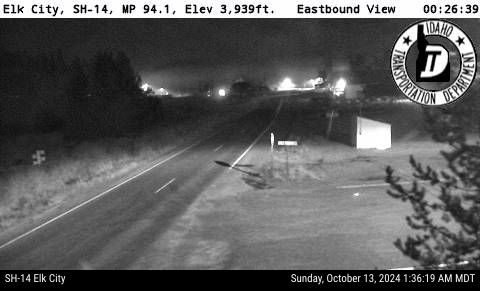 Elk City, SH-14, MP 94.1, Elev 3,939ft. Eastbound View 00:26:39
IDAHO
TRANSPORTATION DEPARTMENT
SH-14 Elk City Sunday, October 13, 2024 1:36:19 AM MDT